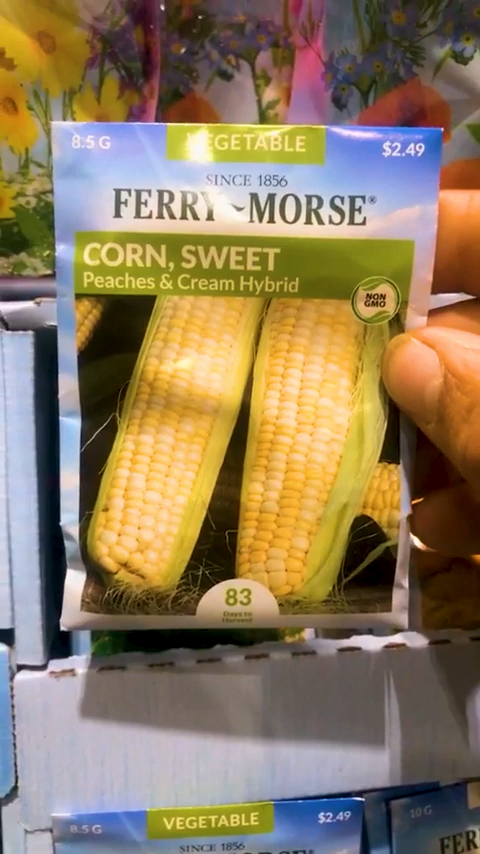 8.5 G VEGETABLE $2.49
SINCE 1856
FERRY~MORSE®
CORN, SWEET
Peaches & Cream Hybrid
NON
GMO
83
Days to
Harvest
8.5 G VEGETABLE $2.49
10 G
SINCE 1856